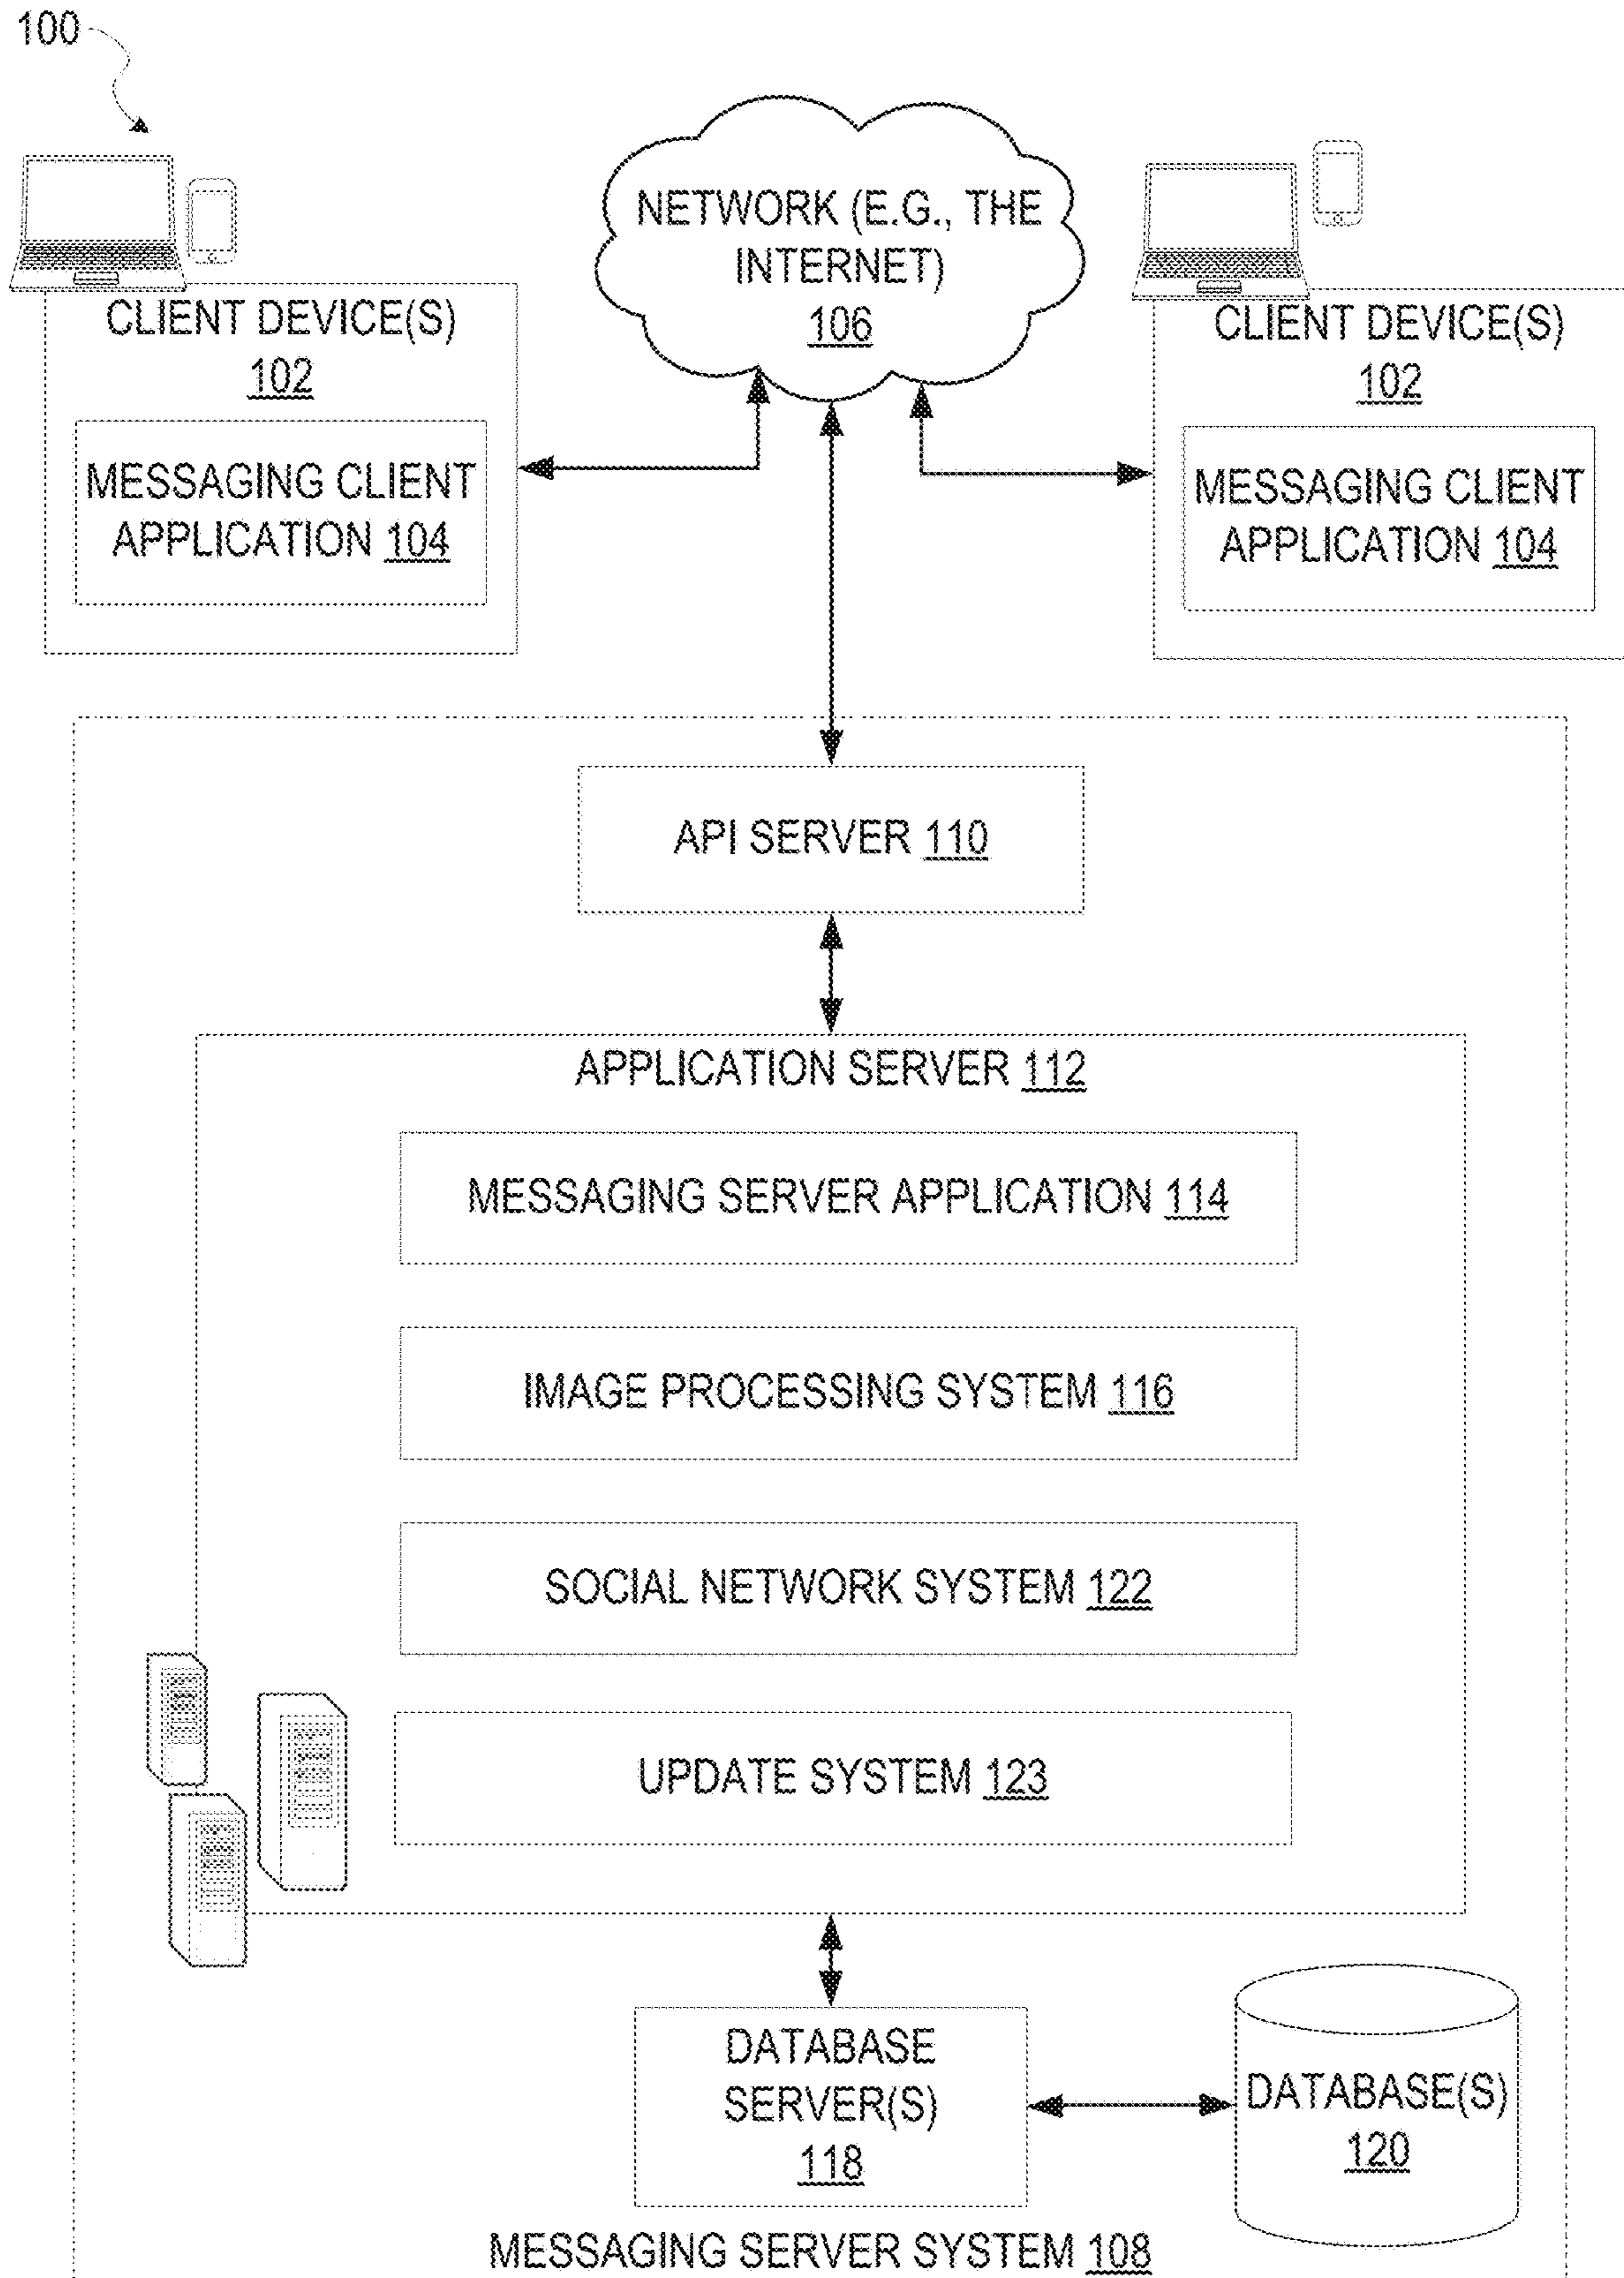 100
NETWORK (E.G., THE
INTERNET)
106
CLIENT DEVICE(S)
102
MESSAGING CLIENT
APPLICATION 104
CLIENT DEVICE(S)
102
MESSAGING CLIENT
APPLICATION 104
API SERVER 110
APPLICATION SERVER 112
MESSAGING SERVER APPLICATION 114
IMAGE PROCESSING SYSTEM 116
SOCIAL NETWORK SYSTEM 122
UPDATE SYSTEM 123
DATABASE
SERVER(S)
118
DATABASE(S)
120
MESSAGING SERVER SYSTEM 108